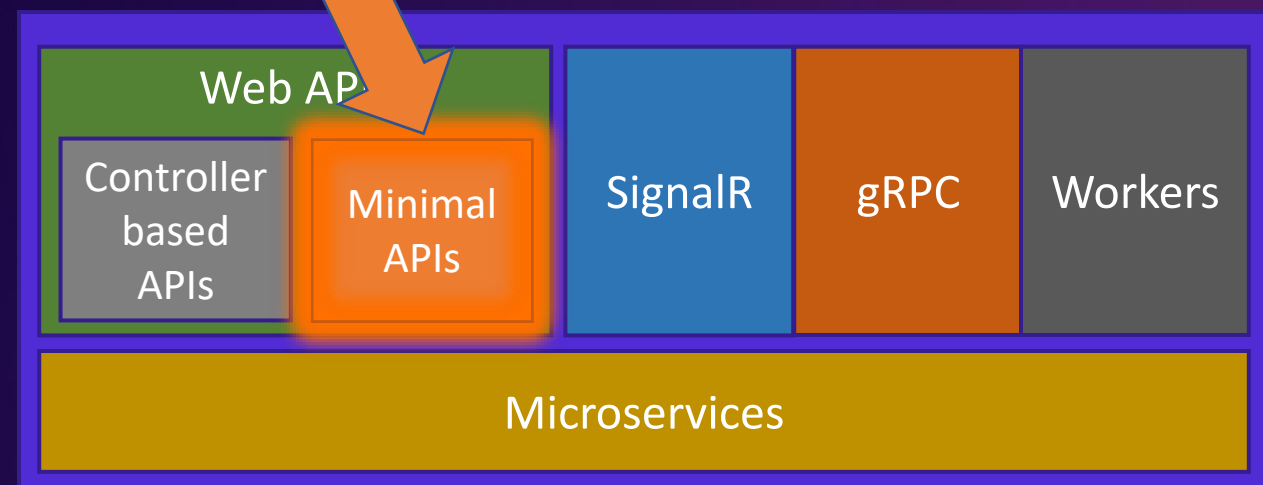 Web AP
Controller
based
APIs
Minimal
APIs
SignalR
gRPC
Workers
Microservices